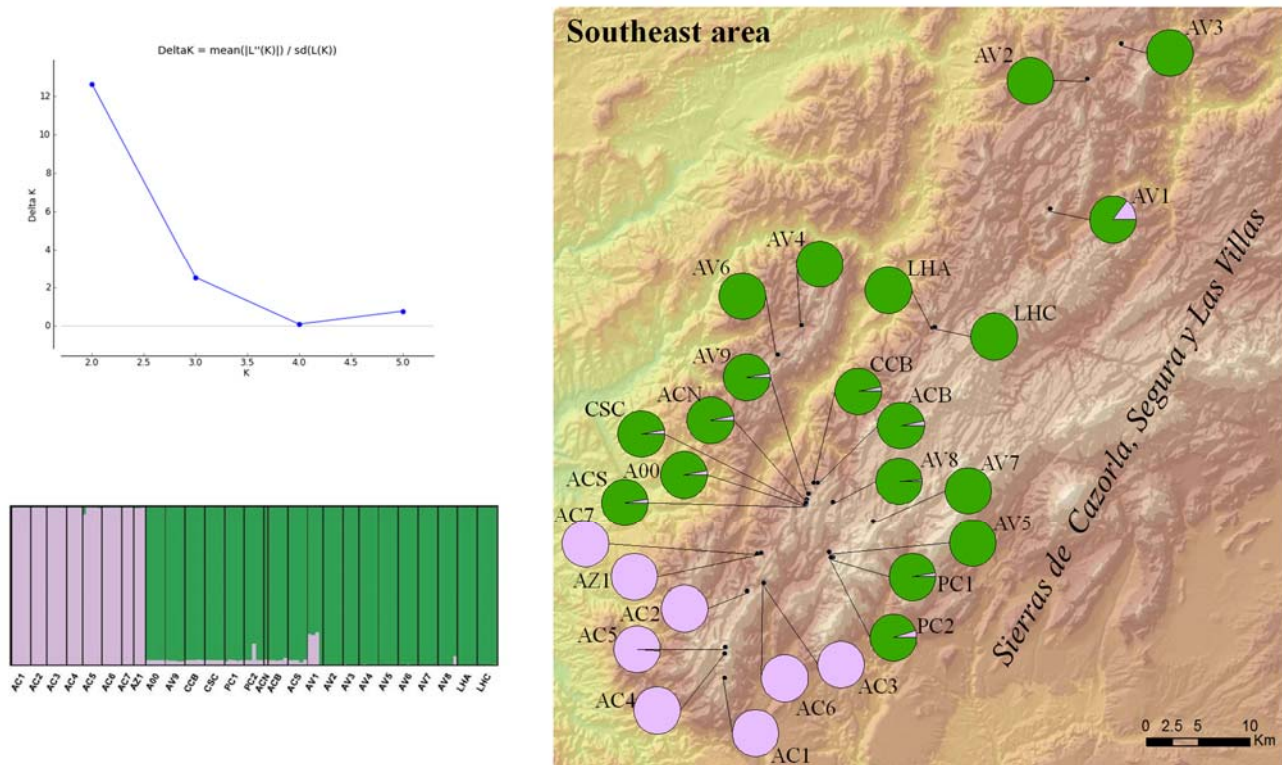 DeltaK = mean(|L''(K)|) / sd(L(K))
12
10
8
6
4
2
0
Delta K
2.0
2.5
3.0
3.5
4.0
4.5
5.0
K
AC1
AC2
AC3
AC4
AC5
AC6
AC7
AZ1
A00
AV9
CCB
CSC
PC1
PC2
ACN
ACB
ACS
AV1
AV2
AV3
AV4
AV5
AV6
AV7
AV8
LHA
LHC
Southeast area
AV3
AV2
AV1
AV4
AV6
LHA
LHC
AV9
CCB
ACN
ACB
CSC
A00
AV8
AV7
ACS
AC7
AV5
AZ1
PC1
AC2
PC2
AC5
AC3
AC4
AC6
AC1
Sierras de Cazorla, Segura y Las Villas
0 2.5 5 10
Km